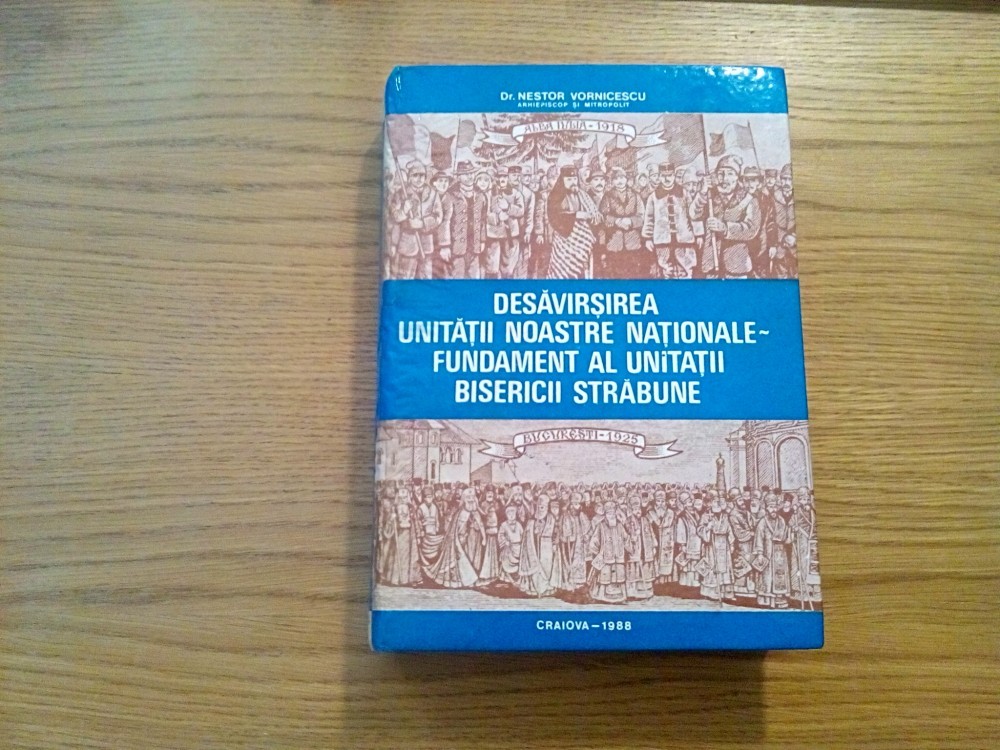 Dr. NESTOR VORNICESCU
ARHIEPISCOP ȘI MITROPOLIT
ALBA IULIA - 1918
DESĂVIRȘIREA
UNITĂȚII NOASTRE NAȚIONALE~
FUNDAMENT AL UNITĂȚII
BISERICII STRĂBUNE
BUCUREȘTI - 1925
CRAIOVA — 1988